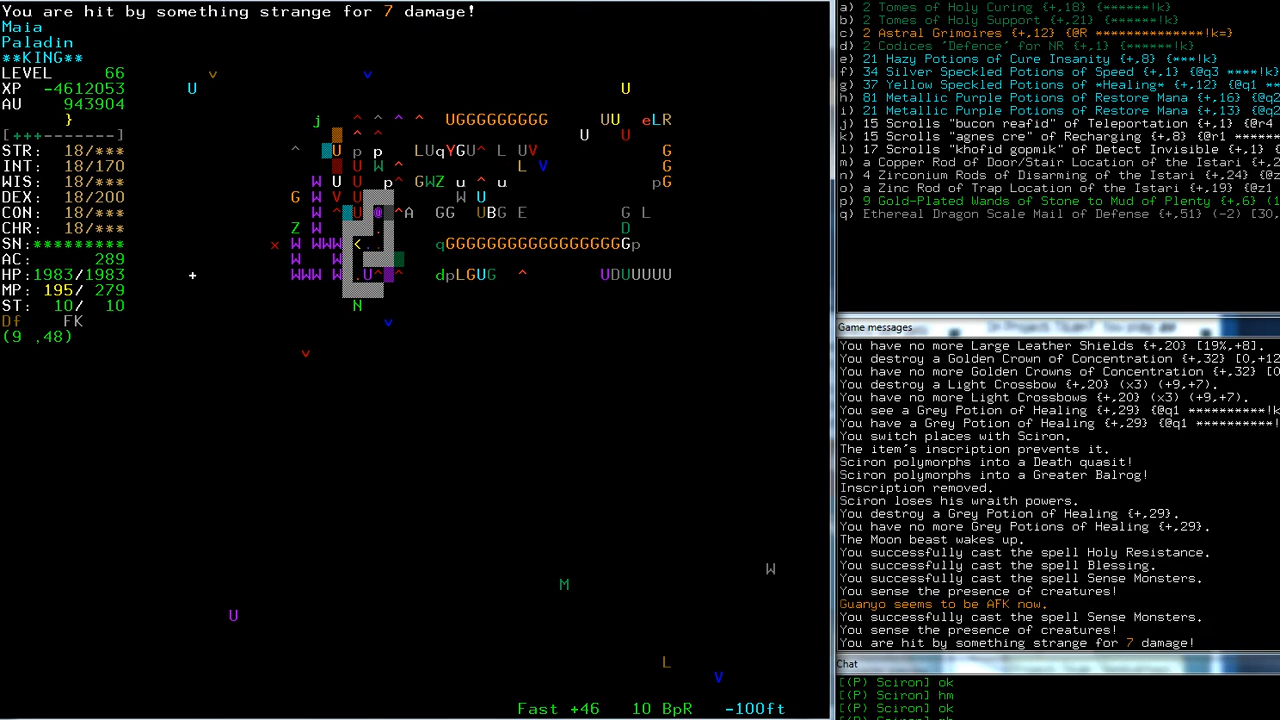 You are hit by something strange for 7 damage!
Maia
Paladin
**KING**
LEVEL 66
XP -4612053
AU 943904
}
[+++-------]
STR: 18/***
INT: 18/170
WIS: 18/***
DEX: 18/200
CON: 18/***
CHR: 18/***
SN:*********
AC: 289
HP:1983/1983
MP: 195/ 279
ST: 10/ 10
Df FK
(9 ,48)
Fast +46 10 BpR -100ft
a) 2 Tomes of Holy Curing {+,18} {******!k}
b) 2 Tomes of Holy Support {+,21} {******!k}
c) 2 Astral Grimoires {+,12} {@R **************!k=}
d) 2 Codices 'Defence' for NR {+,1} {******!k}
e) 21 Hazy Potions of Cure Insanity {+,8} {***!k}
f) 34 Silver Speckled Potions of Speed {+,1} {@q3 ****!k}
g) 37 Yellow Speckled Potions of *Healing* {+,12} {@q1
h) 81 Metallic Purple Potions of Restore Mana {+,16} {@q2
i) 21 Metallic Purple Potions of Restore Mana {+,13} {@q2
j) 15 Scrolls "bucon reafid" of Teleportation {+,1} {@r4
k) 15 Scrolls "agnes cre" of Recharging {+,8} {@r1
l) 17 Scrolls "khofid gopmik" of Detect Invisible {+,1}
m) a Copper Rod of Door/Stair Location of the Istari {+,2
n) 4 Zirconium Rods of Disarming of the Istari {+,24} {@z
o) a Zinc Rod of Trap Location of the Istari {+,19} {@z1
p) 9 Gold-Plated Wands of Stone to Mud of Plenty {+,6} (1
q) Ethereal Dragon Scale Mail of Defense {+,51} (-2) [30,
Game messages
You have no more Large Leather Shields {+,20} [19%,+8].
You destroy a Golden Crown of Concentration {+,32} [0,+12
You have no more Golden Crowns of Concentration {+,32} [0
You destroy a Light Crossbow {+,20} (x3) (+9,+7).
You have no more Light Crossbows {+,20} (x3) (+9,+7).
You see a Grey Potion of Healing {+,29} {@q1 **********!k
You have a Grey Potion of Healing {+,29} {@q1 **********!
You switch places with Sciron.
The item's inscription prevents it.
Sciron polymorphs into a Death quasit!
Sciron polymorphs into a Greater Balrog!
Inscription removed.
Sciron loses his wraith powers.
You destroy a Grey Potion of Healing {+,29}.
You have no more Grey Potions of Healing {+,29}.
The Moon beast wakes up.
You successfully cast the spell Holy Resistance.
You successfully cast the spell Blessing.
You successfully cast the spell Sense Monsters.
You sense the presence of creatures!
Guanyo seems to be AFK now.
You successfully cast the spell Sense Monsters.
You sense the presence of creatures!
You are hit by something strange for 7 damage!
Chat
[(P) Sciron] ok
[(P) Sciron] hm
[(P) Sciron] ok